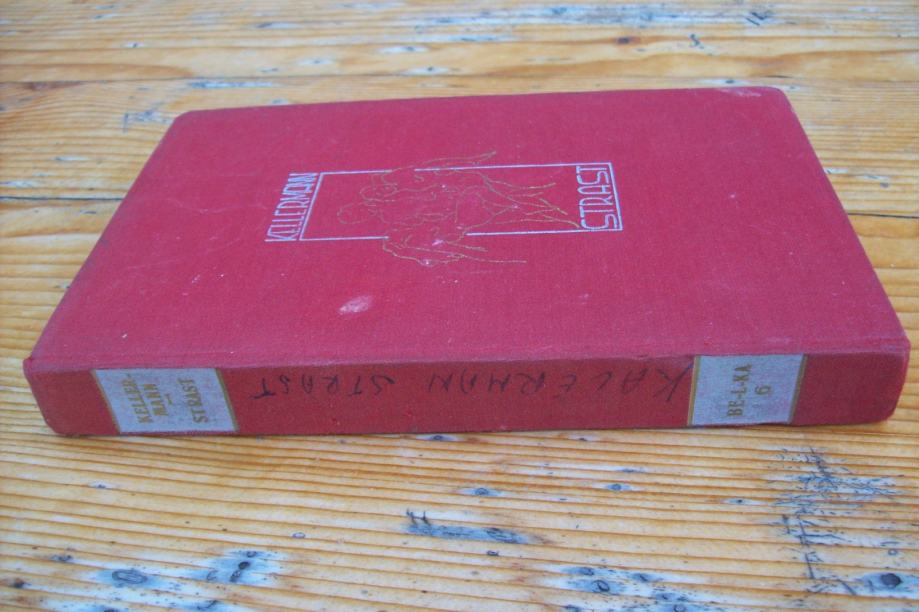 KELLERMANN
STRAST
KELLER-
MANN
STRAST
KALERMAN STRAST
BE-L-KA
6